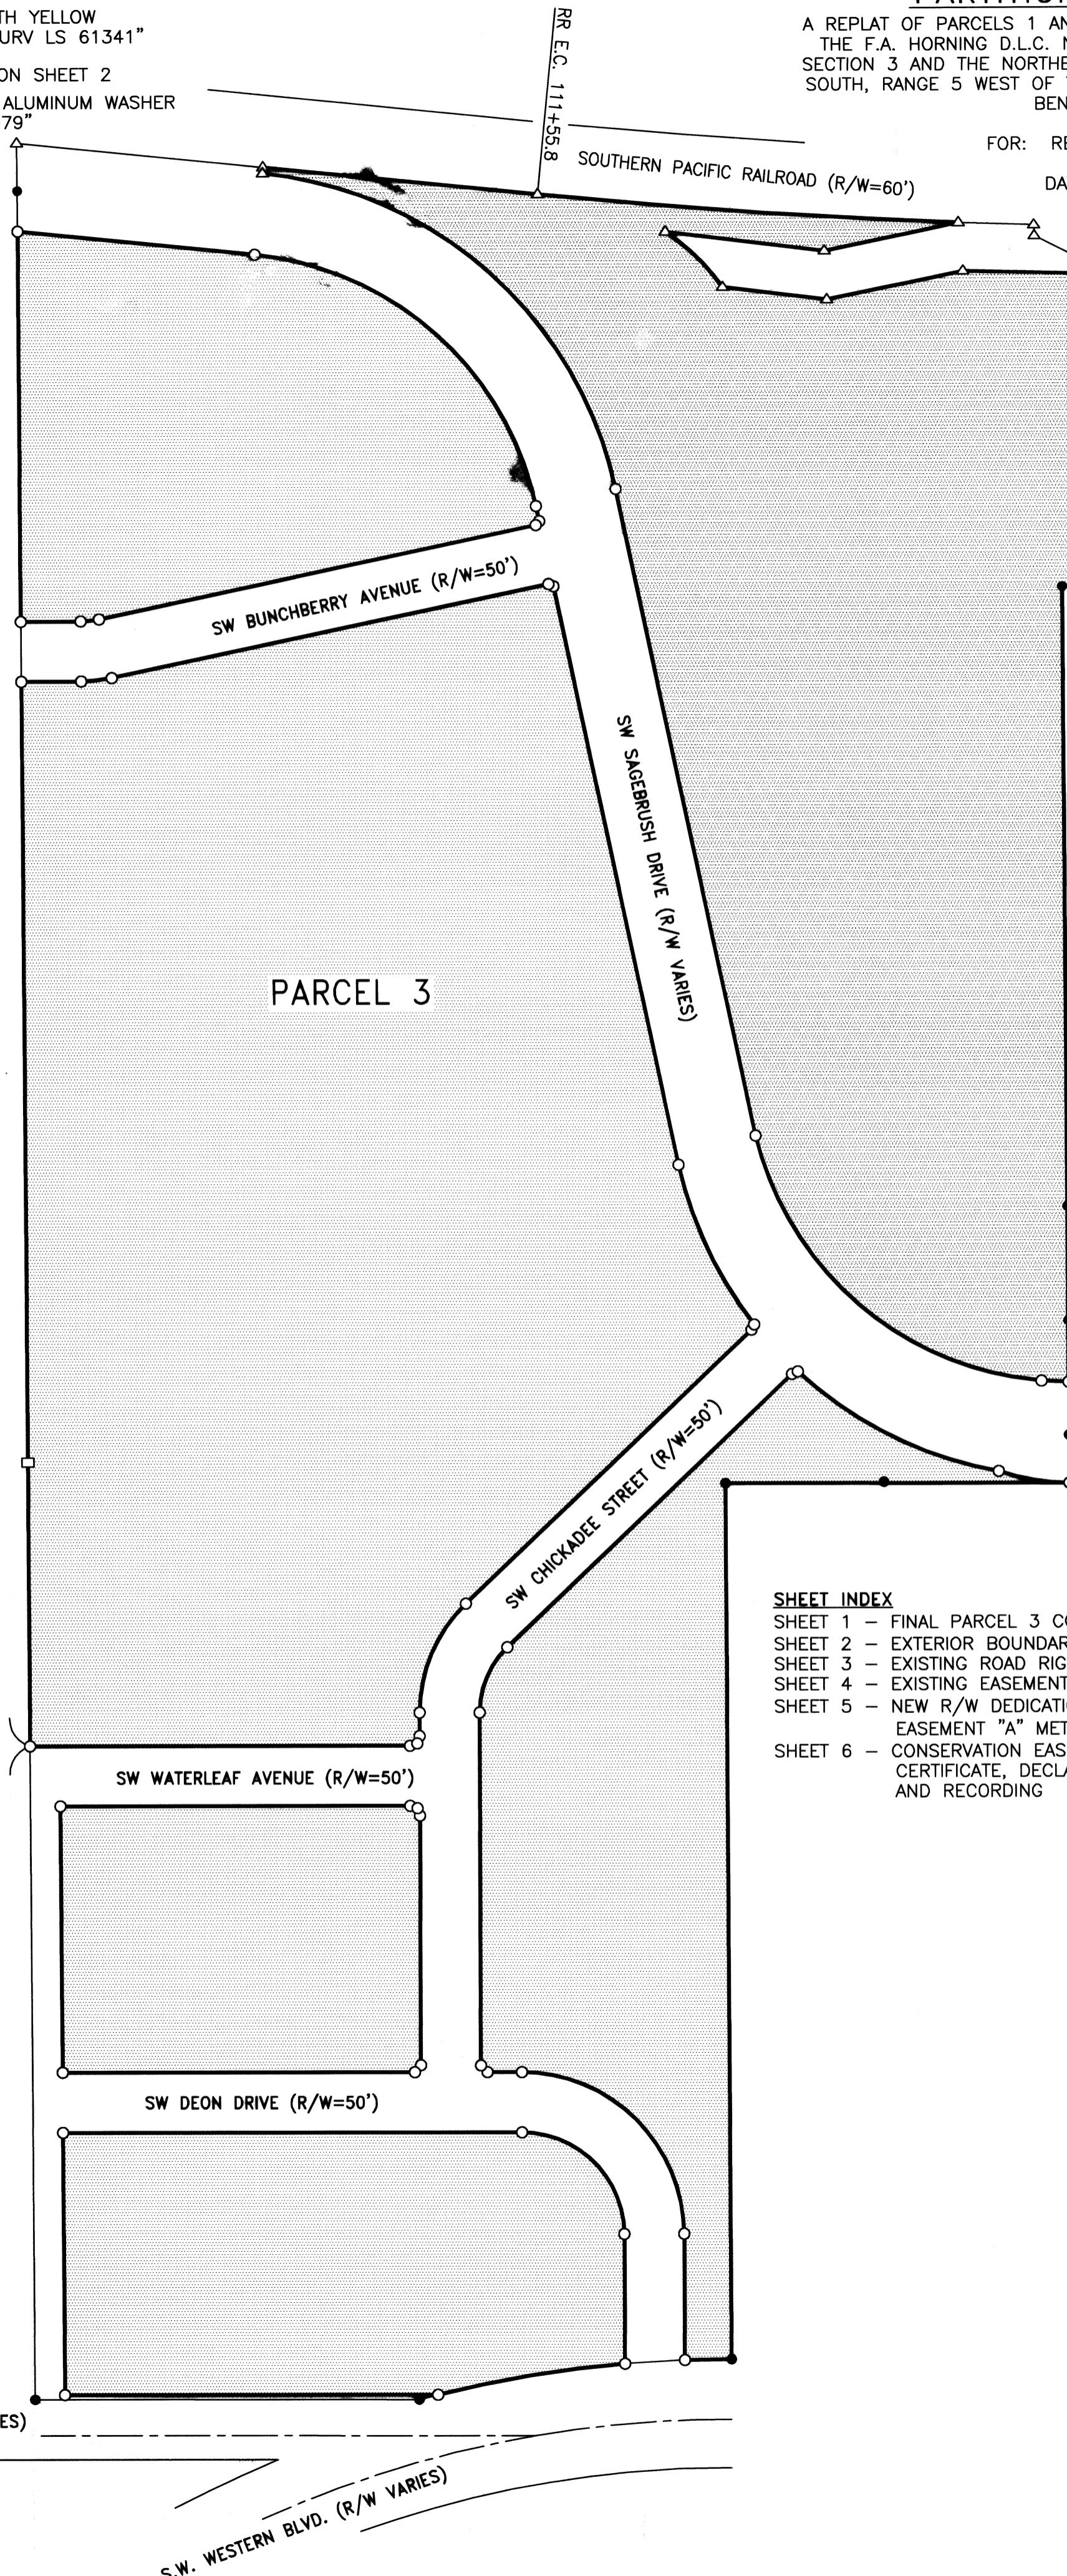 TH YELLOW
URV LS 61341"
ON SHEET 2
ALUMINUM WASHER
79"
RR E.C. 111+55.8
A REPLAT OF PARCELS 1 AN
THE F.A. HORNING D.L.C. N
SECTION 3 AND THE NORTHE
SOUTH, RANGE 5 WEST OF
BEN
FOR: RE
DA
SOUTHERN PACIFIC RAILROAD (R/W=60')
SW BUNCHBERRY AVENUE (R/W=50')
SW SAGEBRUSH DRIVE (R/W VARIES)
PARCEL 3
SW CHICKADEE STREET (R/W=50')
SHEET INDEX
SHEET 1 – FINAL PARCEL 3 CO
SHEET 2 – EXTERIOR BOUNDAR
SHEET 3 – EXISTING ROAD RIG
SHEET 4 – EXISTING EASEMENT
SHEET 5 – NEW R/W DEDICATI
EASEMENT "A" MET
SHEET 6 – CONSERVATION EAS
CERTIFICATE, DECLA
AND RECORDING
SW WATERLEAF AVENUE (R/W=50')
SW DEON DRIVE (R/W=50')
ES)
S.W. WESTERN BLVD. (R/W VARIES)